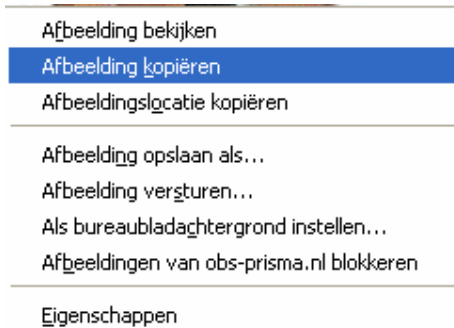 Afbeelding bekijken
Afbeelding kopiëren
Afbeeldingslocatie kopiëren
Afbeelding opslaan als...
Afbeelding versturen...
Als bureaubladachtergrond instellen...
Afbeeldingen van obs-prisma.nl blokkeren
Eigenschappen